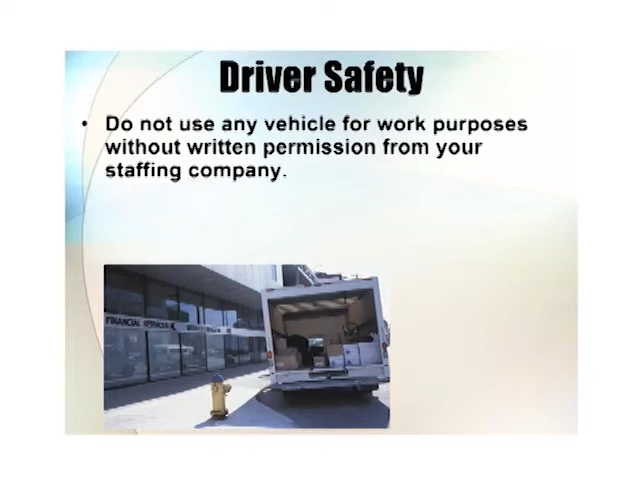 Driver Safety
• Do not use any vehicle for work purposes
without written permission from your
staffing company.
FINANCIAL SERVICES